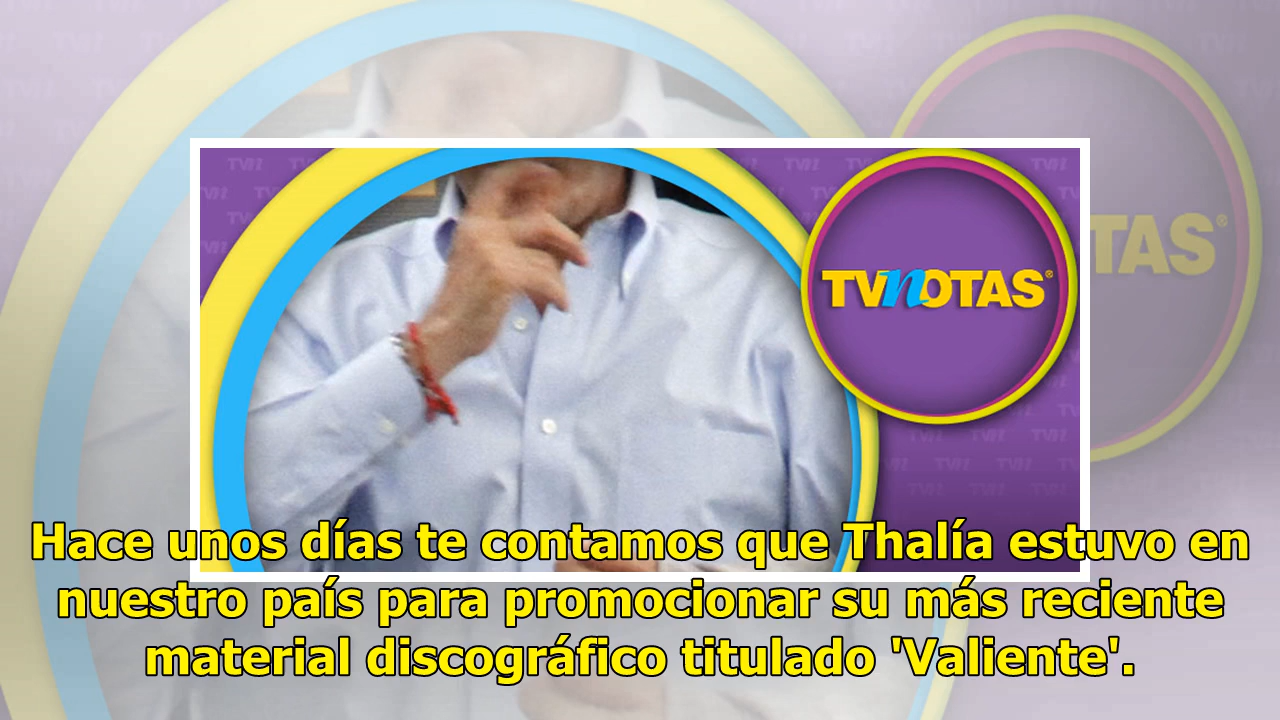 TVnOTAS®
TAS®
Hace unos días te contamos que Thalía estuvo en
nuestro país para promocionar su más reciente
material discográfico titulado 'Valiente'.